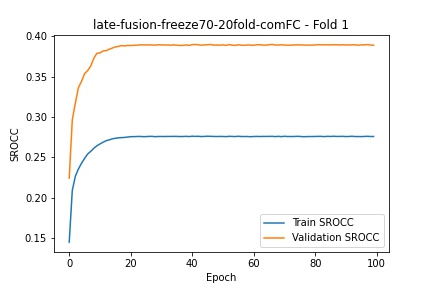 late-fusion-freeze70-20fold-comFC - Fold 1
0.40
0.35
0.30
0.25
0.20
0.15
SROCC
Train SROCC
Validation SROCC
0 20 40 60 80 100
Epoch